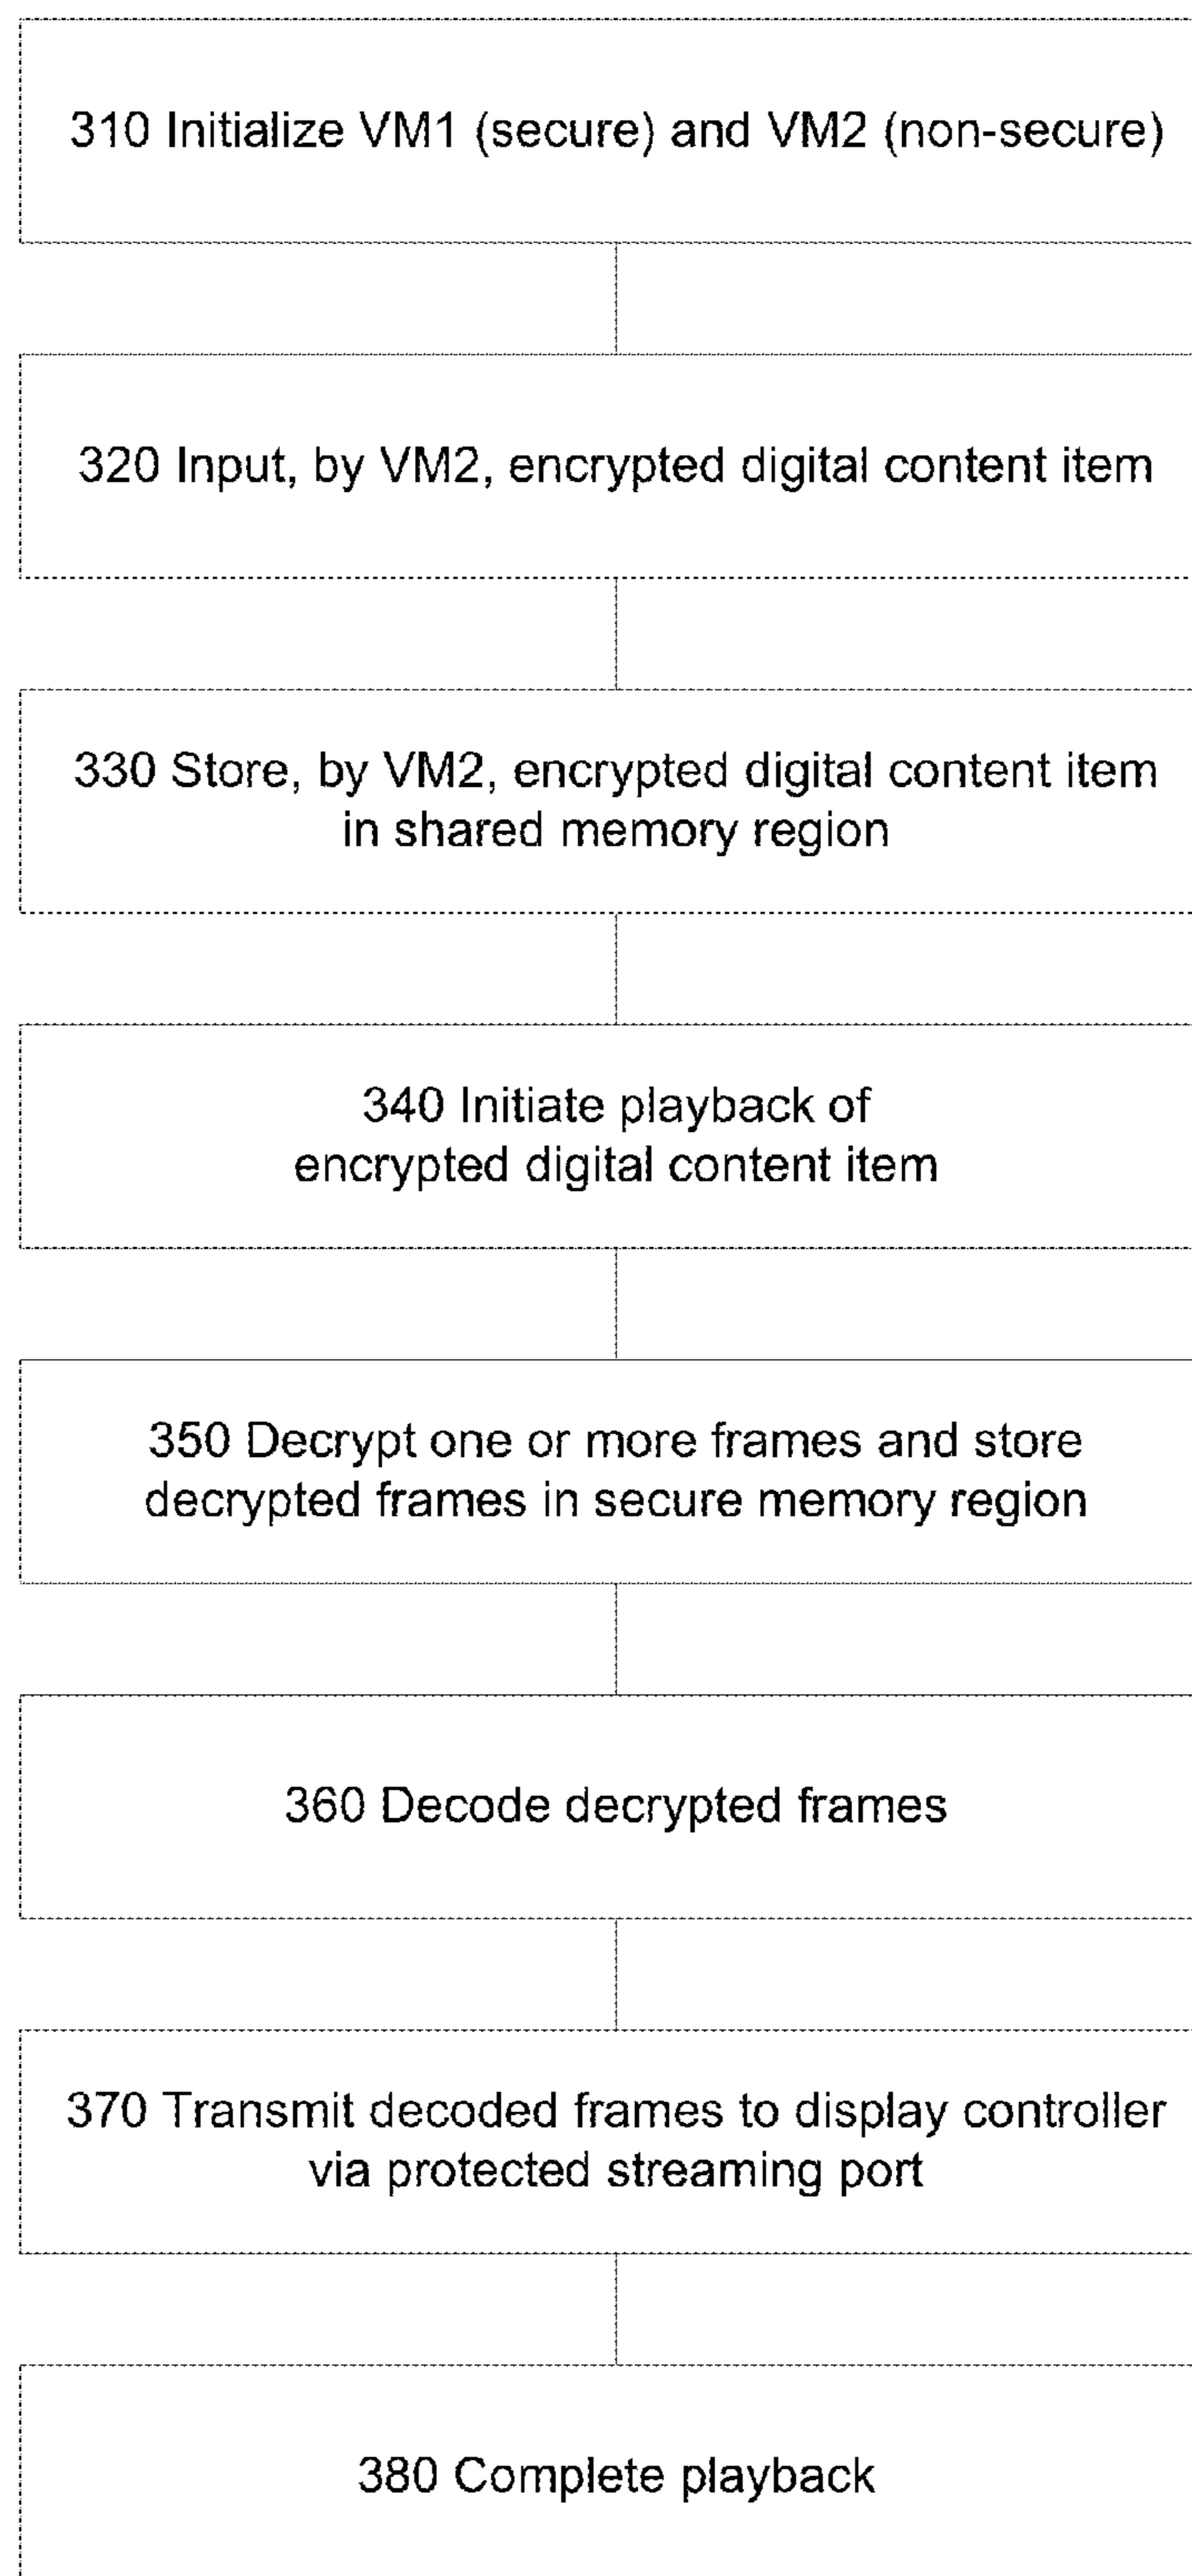 310 Initialize VM1 (secure) and VM2 (non-secure)
320 Input, by VM2, encrypted digital content item
330 Store, by VM2, encrypted digital content item
in shared memory region
340 Initiate playback of
encrypted digital content item
350 Decrypt one or more frames and store
decrypted frames in secure memory region
360 Decode decrypted frames
370 Transmit decoded frames to display controller
via protected streaming port
380 Complete playback